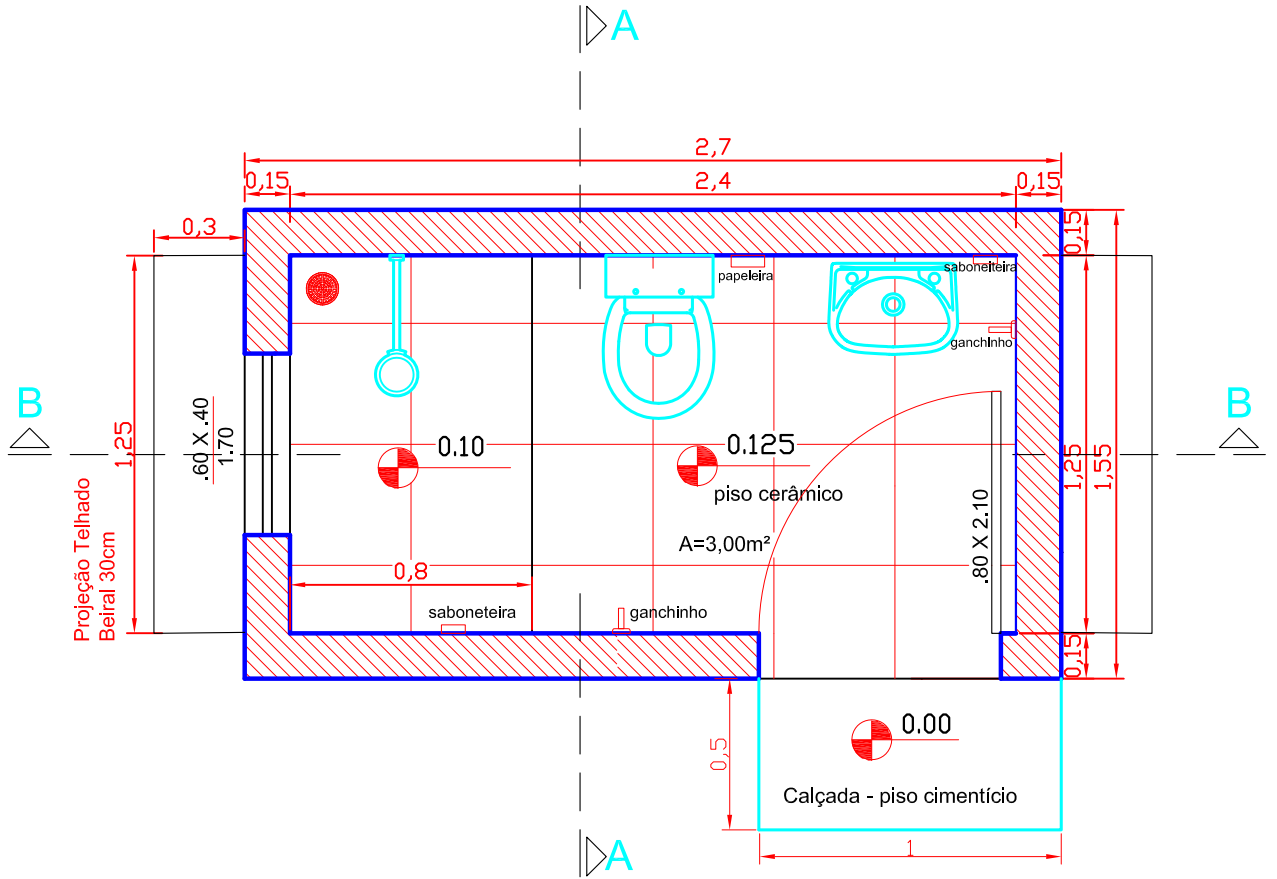 A
2,7
0,15
2,4
0,15
0,3
0,15
papeleira
saboneiteira
ganchinho
B
B
1,25
.60 X .40
1.70
0.10
0.125
piso cerâmico
A=3,00m²
.80 X 2.10
1,25
1,55
Projeção Telhado
Beiral 30cm
0,8
saboneteira
ganchinho
0,15
0,5
0.00
Calçada - piso cimentício
1
A